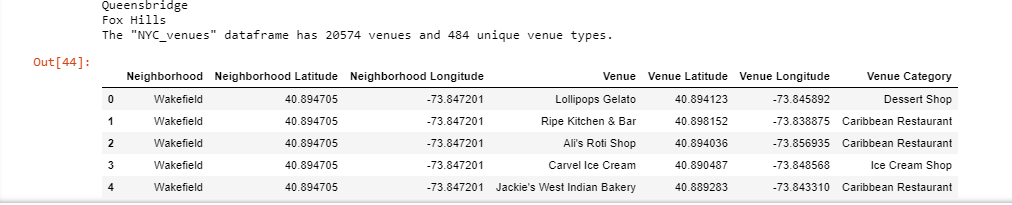 Queensbridge
Fox Hills
The "NYC_venues" dataframe has 20574 venues and 484 unique venue types.
Out[44]:
Neighborhood Neighborhood Latitude Neighborhood Longitude Venue Venue Latitude Venue Longitude Venue Category
0 Wakefield 40.894705 -73.847201 Lollipops Gelato 40.894123 -73.845892 Dessert Shop
1 Wakefield 40.894705 -73.847201 Ripe Kitchen & Bar 40.898152 -73.838875 Caribbean Restaurant
2 Wakefield 40.894705 -73.847201 Ali's Roti Shop 40.894036 -73.856935 Caribbean Restaurant
3 Wakefield 40.894705 -73.847201 Carvel Ice Cream 40.890487 -73.848568 Ice Cream Shop
4 Wakefield 40.894705 -73.847201 Jackie's West Indian Bakery 40.889283 -73.843310 Caribbean Restaurant